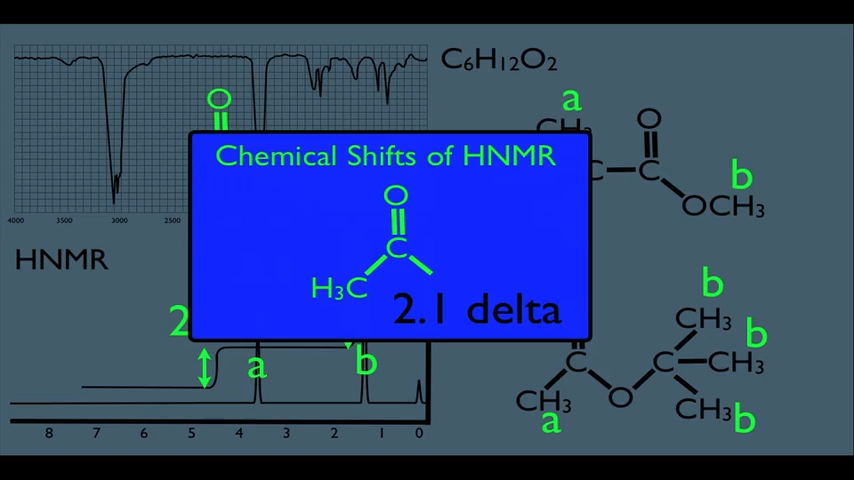 C6H12O2
O
a
CH3
O
Chemical Shifts of HNMR
C
C
b
OCH3
O
C
H3C
2.1 delta
4000 3500 3000 2500
HNMR
2
a
b
b
CH3
b
C
C
CH3
CH3
O
CH3
b
a
8 7 6 5 4 3 2 1 0